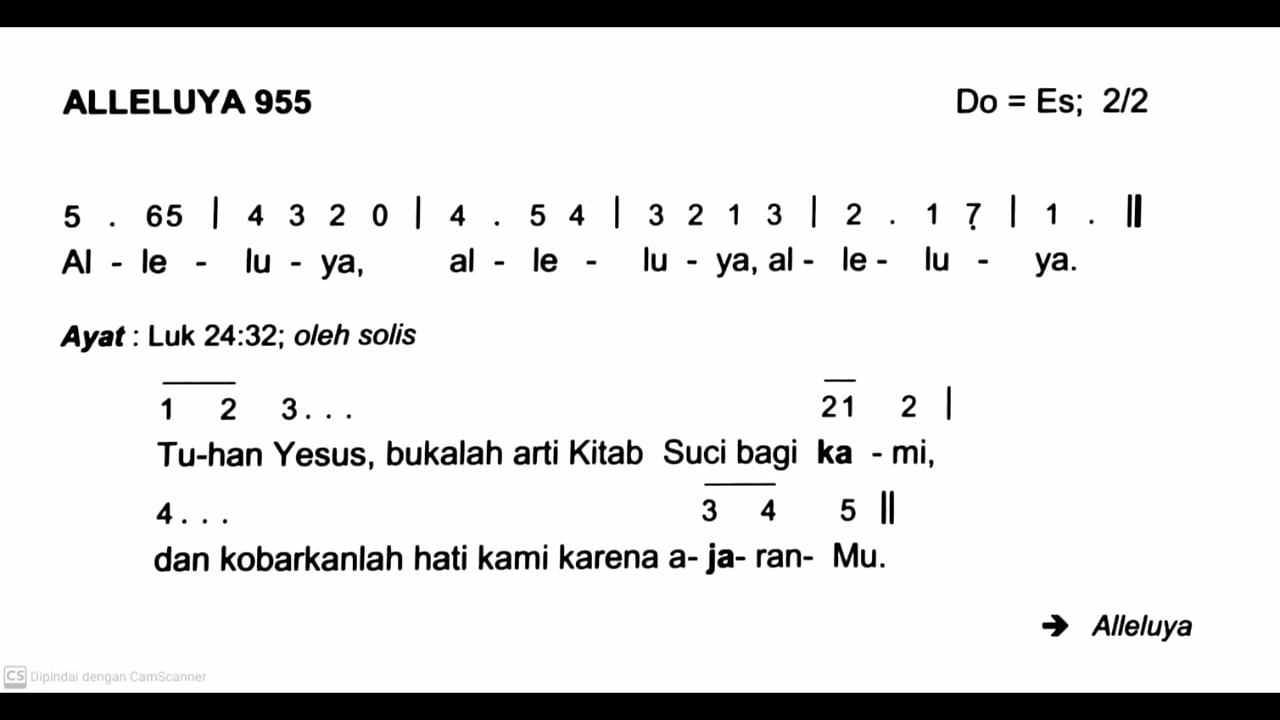 ALLELUYA 955 Do = Es; 2/2
5 . 65 | 4 3 2 0 | 4 . 5 4 | 3 2 1 3 | 2 . 1 7̣ | 1 . ||
Al - le - lu - ya, al - le - lu - ya, al - le - lu - ya.
Ayat : Luk 24:32; oleh solis
1 2 3 . . . 21 2 |
Tu-han Yesus, bukalah arti Kitab Suci bagi ka - mi,
4 . . . 3 4 5 ||
dan kobarkanlah hati kami karena a- ja- ran- Mu.
➔ Alleluya
CS Dipindai dengan CamScanner